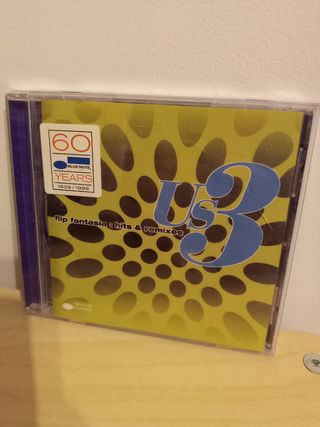 60
BLUE NOTE
YEARS
1939/1999
Us3
flip fantasia: hits & remixes